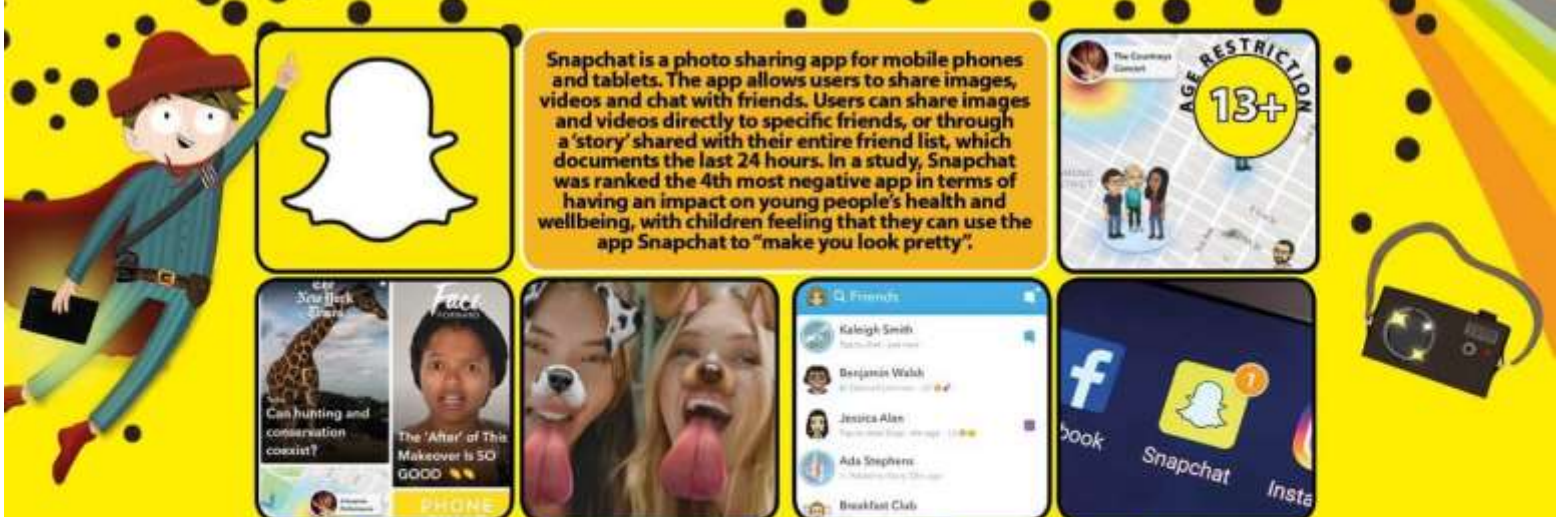 Snapchat is a photo sharing app for mobile phones
and tablets. The app allows users to share images,
videos and chat with friends. Users can share images
and videos directly to specific friends, or through
a ‘story’ shared with their entire friend list, which
documents the last 24 hours. In a study, Snapchat
was ranked the 4th most negative app in terms of
having an impact on young people’s health and
wellbeing, with children feeling that they can use the
app Snapchat to “make you look pretty”.
The Courtneys
Concert
AGE RESTRICTION
13+
The
New York
Times
Can hunting and
conservation
coexist?
Face
FORWARD
The ‘After’ of This
Makeover Is SO
GOOD
PHONE
Friends
Kaleigh Smith
Benjamin Walsh
Jessica Alan
Ada Stephens
Breakfast Club
book
Snapchat
1
Insta